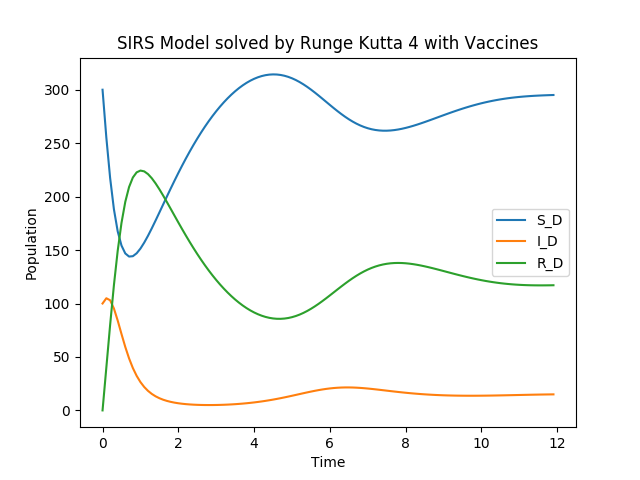 SIRS Model solved by Runge Kutta 4 with Vaccines
300
250
200
150
100
50
0
Population
S_D
I_D
R_D
0 2 4 6 8 10 12
Time